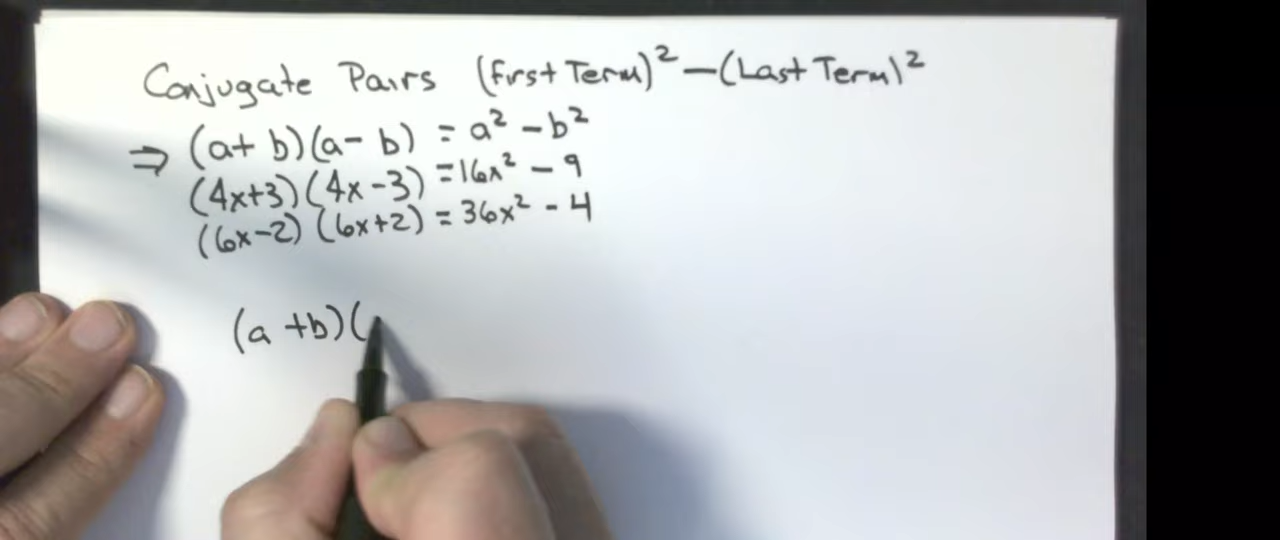 Conjugate Pairs (First Term)² – (Last Term)²
⇒ (a+ b)(a- b) = a² - b²
(4x+3)(4x-3) = 16x² - 9
(6x-2)(6x+2) = 36x² - 4
(a +b)(